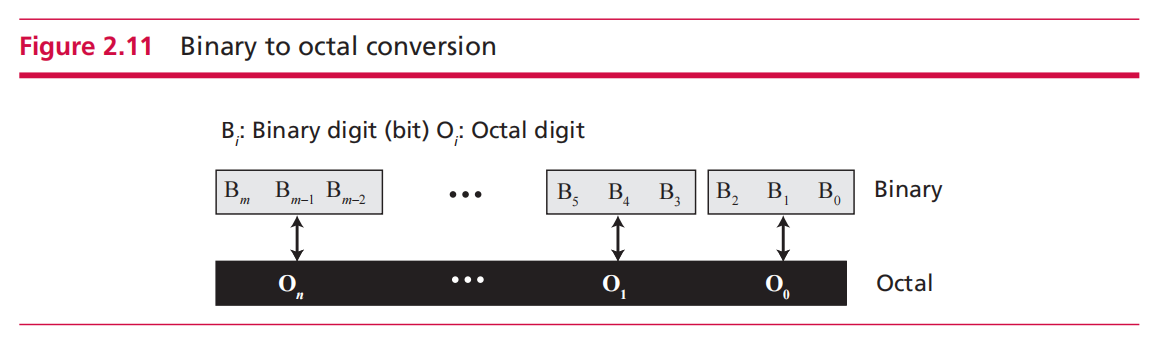 Figure 2.11 Binary to octal conversion
Bᵢ: Binary digit (bit) Oᵢ: Octal digit
Bₘ Bₘ₋₁ Bₘ₋₂ ••• B₅ B₄ B₃ B₂ B₁ B₀ Binary
Oₙ ••• O₁ O₀ Octal